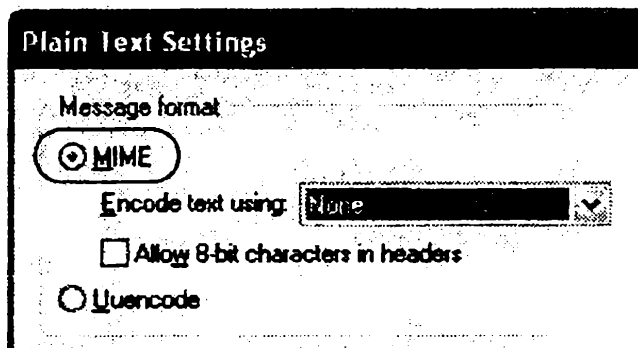 Plain Text Settings
Message format
MIME
Encode text using: None
Allow 8-bit characters in headers
Uuencode